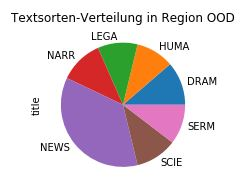 Textsorten-Verteilung in Region OOD
LEGA
HUMA
NARR
DRAM
title
SERM
NEWS
SCIE